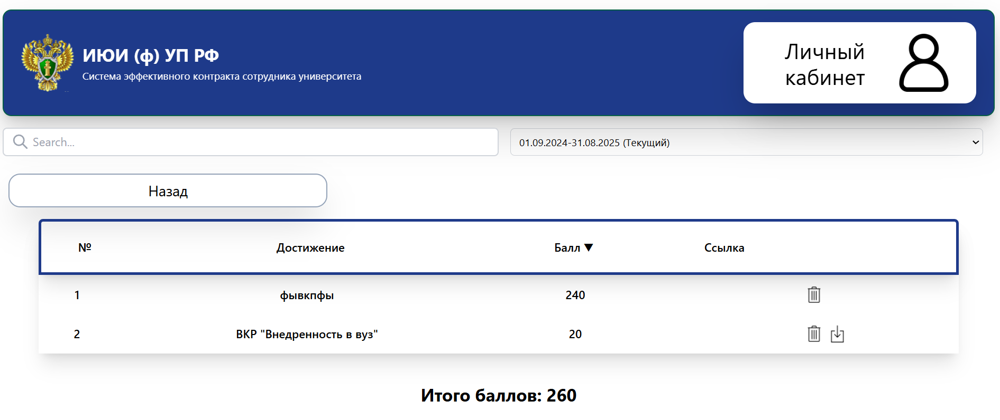 ИЮИ (ф) УП РФ
Система эффективного контракта сотрудника университета
Личный
кабинет
Search...
01.09.2024-31.08.2025 (Текущий)
Назад
№ Достижение Балл ▼ Ссылка
1 фывкпфы 240
2 ВКР "Внедренность в вуз" 20
Итого баллов: 260